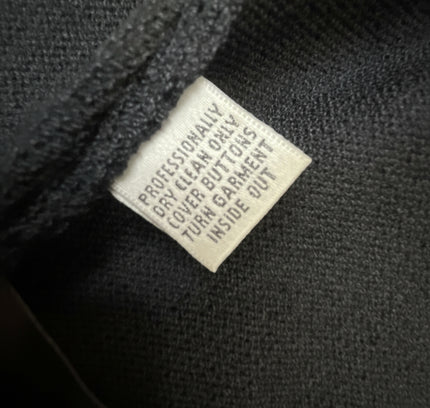 PROFESSIONALLY
DRY CLEAN ONLY
COVER BUTTONS
TURN GARMENT
INSIDE OUT